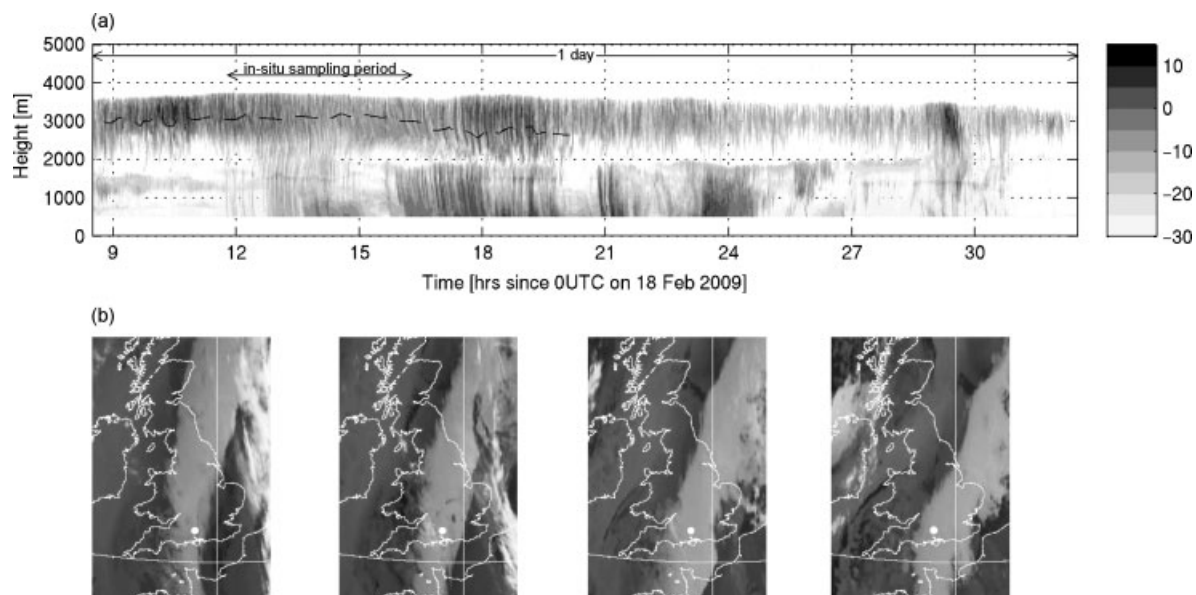 (a)
5000
1 day
4000
in-situ sampling period
3000
2000
1000
0
Height [m]
9 12 15 18 21 24 27 30
Time [hrs since 0UTC on 18 Feb 2009]
10
0
−10
−20
−30
(b)